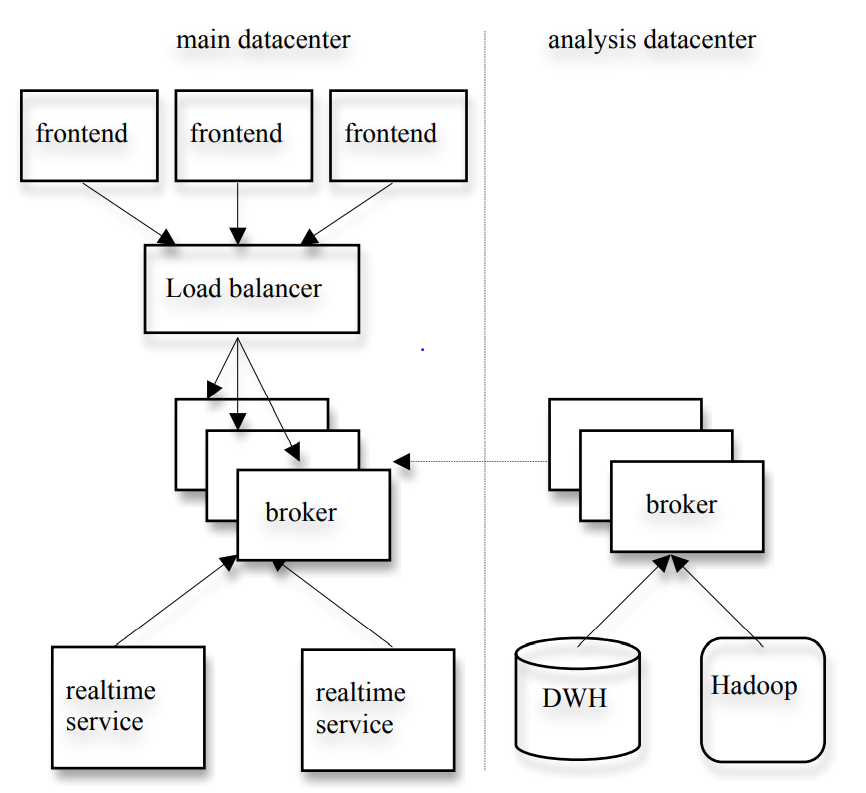 main datacenter
analysis datacenter
frontend
frontend
frontend
Load balancer
broker
broker
realtime
service
realtime
service
DWH
Hadoop